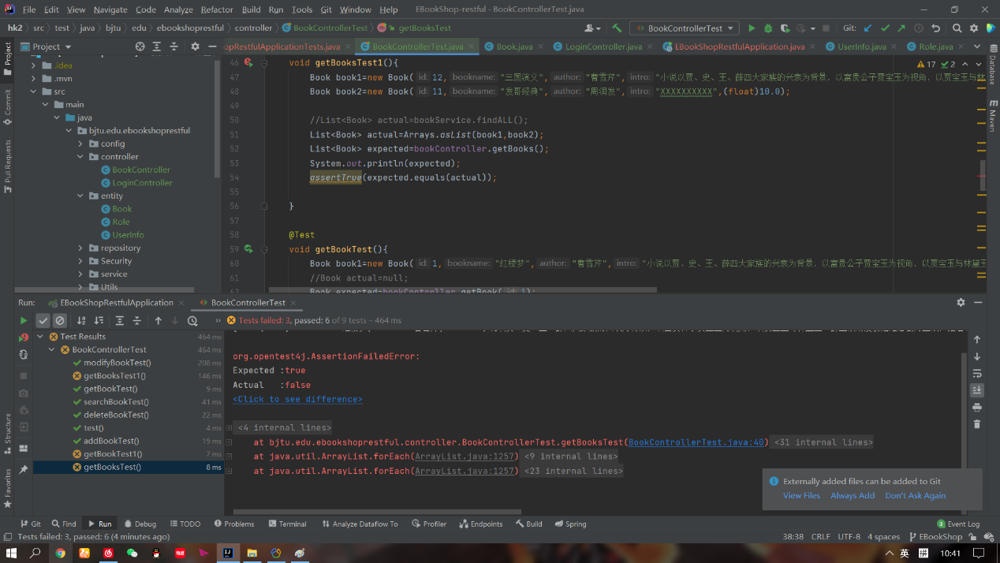 File Edit View Navigate Code Analyze Refactor Build Run Tools Git Window Help EBookShop-restful - BookControllerTest.java
hk2 src test java bjtu edu ebookshoprestful controller BookControllerTest getBooksTest BookControllerTest Git:
Project opRestfulApplicationTests.java BookControllerTest.java Book.java LoginController.java EBookShopRestfulApplication.java UserInfo.java Role.java
Project
Commit
Pull Requests
Structure
Favorites
Database
Maven
.idea
.mvn
src
main
java
bjtu.edu.ebookshoprestful
config
controller
BookController
LoginController
entity
Book
Role
UserInfo
repository
Security
service
Utils
17 2
46 void getBooksTest1(){
47 Book book1=new Book( id: 12, bookname: "三国演义", author: "曹雪芹", intro: "小说以贾、史、王、薛四大家族的兴衰为背景，以富贵公子贾宝玉为视角，以贾宝玉与林
48 Book book2=new Book( id: 11, bookname: "发哥经典", author: "周润发", intro: "XXXXXXXXXX",(float)10.0);
49
50 //List<Book> actual=bookService.findALL();
51 List<Book> actual=Arrays.asList(book1,book2);
52 List<Book> expected=bookController.getBooks();
53 System.out.println(expected);
54 assertTrue(expected.equals(actual));
55
56 }
57
58 @Test
59 void getBookTest(){
60 Book book1=new Book( id: 1, bookname: "红楼梦", author: "曹雪芹", intro: "小说以贾、史、王、薛四大家族的兴衰为背景，以富贵公子贾宝玉为视角，以贾宝玉与林黛玉
61 //Book actual=null;
62 Book expected=bookController.getBook( id: 1);
Run: EBookShopRestfulApplication BookControllerTest
Tests failed: 3, passed: 6 of 9 tests – 464 ms
Test Results 464 ms
BookControllerTest 464 ms
modifyBookTest() 208 ms
getBooksTest1() 146 ms
getBookTest() 9 ms
searchBookTest() 41 ms
deleteBookTest() 22 ms
test() 4 ms
addBookTest() 19 ms
getBookTest1() 7 ms
getBooksTest() 8 ms
org.opentest4j.AssertionFailedError:
Expected :true
Actual :false
<Click to see difference>
<4 internal lines>
at bjtu.edu.ebookshoprestful.controller.BookControllerTest.getBooksTest(BookControllerTest.java:40) <31 internal lines>
at java.util.ArrayList.forEach(ArrayList.java:1257) <9 internal lines>
at java.util.ArrayList.forEach(ArrayList.java:1257) <23 internal lines>
Externally added files can be added to Git
View Files Always Add Don't Ask Again
Git Find Run Debug TODO Problems Terminal Analyze Dataflow To Profiler Endpoints Build Spring 3 Event Log
Tests failed: 3, passed: 6 (4 minutes ago) 38:38 CRLF UTF-8 4 spaces EBookShop
英 拼 10:41